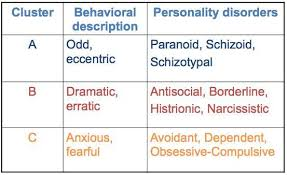 Cluster Behavioral description Personality disorders
A Odd, eccentric Paranoid, Schizoid, Schizotypal
B Dramatic, erratic Antisocial, Borderline, Histrionic, Narcissistic
C Anxious, fearful Avoidant, Dependent, Obsessive-Compulsive